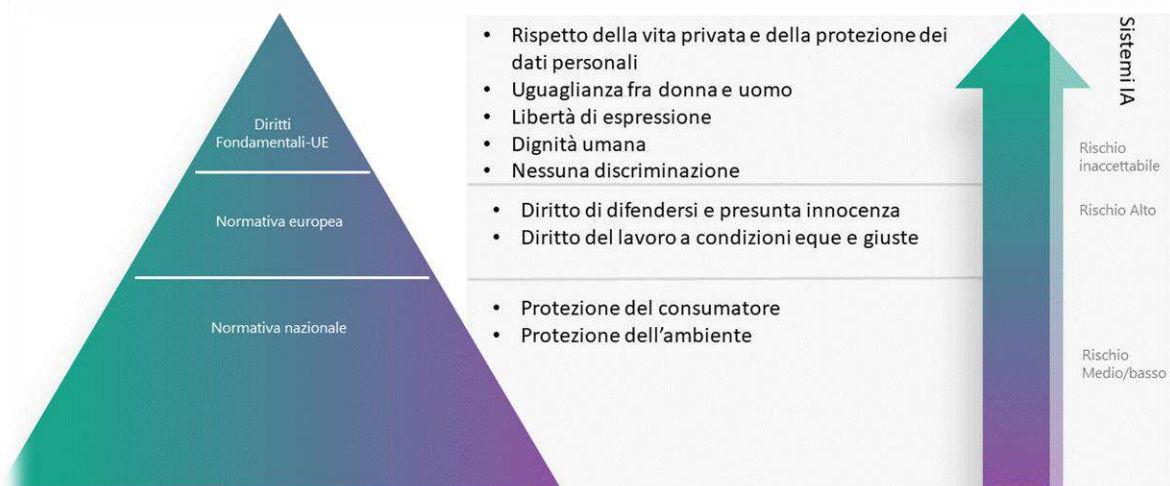 Diritti
Fondamentali-UE
Normativa europea
Normativa nazionale
• Rispetto della vita privata e della protezione dei
dati personali
• Uguaglianza fra donna e uomo
• Libertà di espressione
• Dignità umana
• Nessuna discriminazione
• Diritto di difendersi e presunta innocenza
• Diritto del lavoro a condizioni eque e giuste
• Protezione del consumatore
• Protezione dell’ambiente
Sistemi IA
Rischio
inaccettabile
Rischio Alto
Rischio
Medio/basso